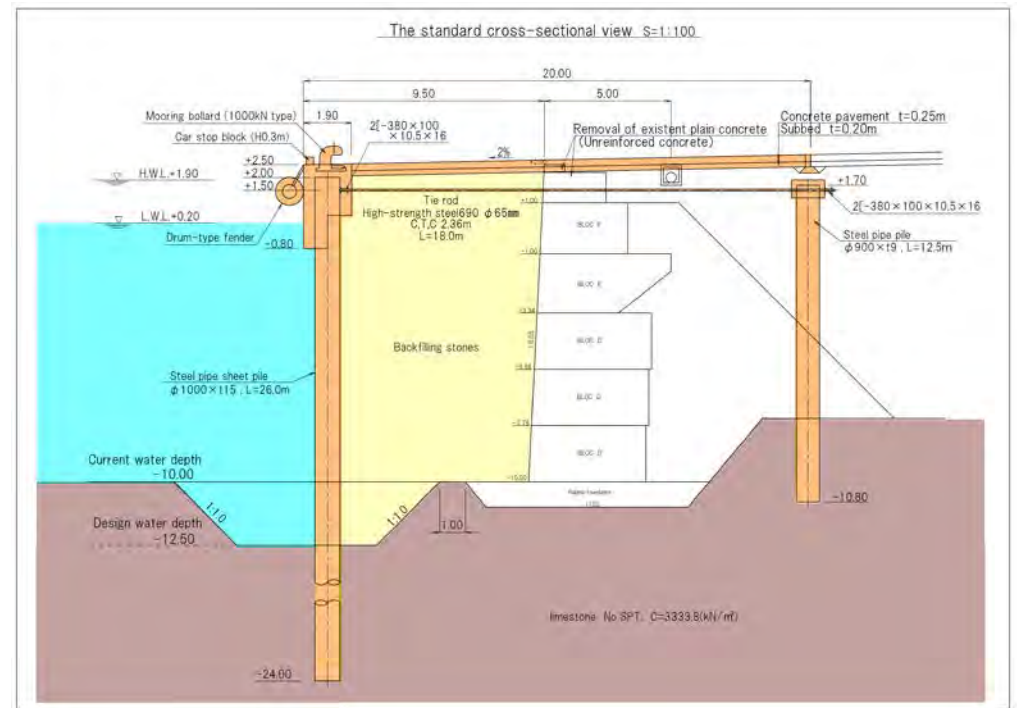 The standard cross-sectional view S=1:100
20.00
9.50
5.00
1.90
Mooring bollard (1000kN type)
Car stop block (H0.3m)
2[-380×100
×10.5×16
Removal of existent plain concrete
(Unreinforced concrete)
Concrete pavement t=0.25m
Subbed t=0.20m
2%
+2.50
+2.00
+1.50
H.W.L.+1.90
L.W.L.+0.20
+1.70
2[-380×100×10.5×16
Tie rod
High-strength steel690 φ65mm
C,T,C 2.36m
L=18.0m
+1.00
Drum-type fender
-0.80
Steel pipe pile
φ900×t9 , L=12.5m
-1.00
Backfilling stones
Steel pipe sheet pile
φ1000×t15 , L=26.0m
Current water depth
-10.00
-10.00
-10.80
1:1.0
1:1.0
1.00
Design water depth
-12.50
limestone No SPT, C=3333.8(kN/㎡)
-24.00